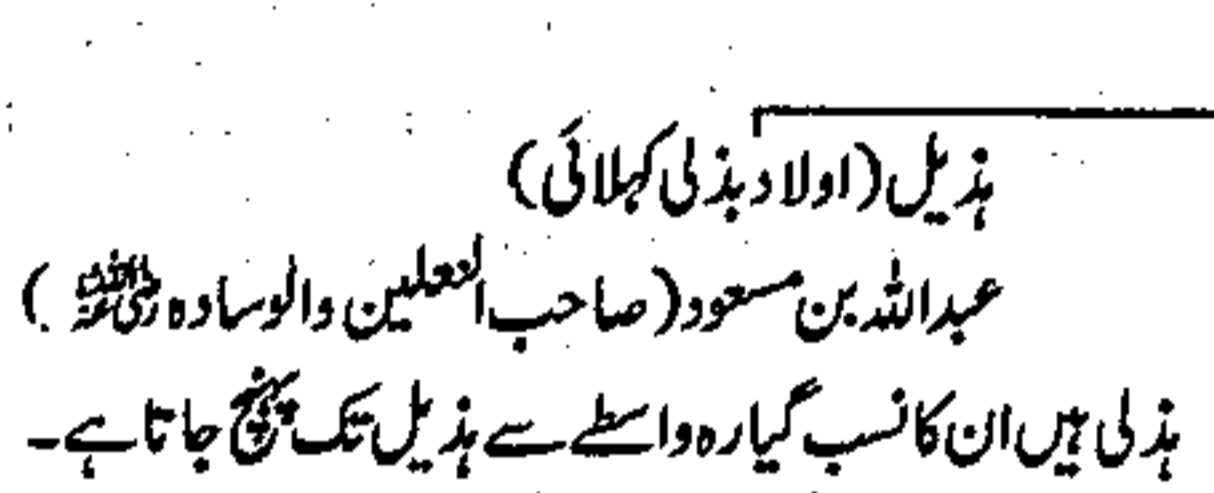 ہذیل (اولاد ہذلی کہلائی)
عبداللہ بن مسعود (صاحب النعلین والوسادہ رضی اللہ عنہ)
ہذلی ہیں ان کا نسب گیارہ واسطے سے ہذیل تک پہنچ جاتا ہے۔